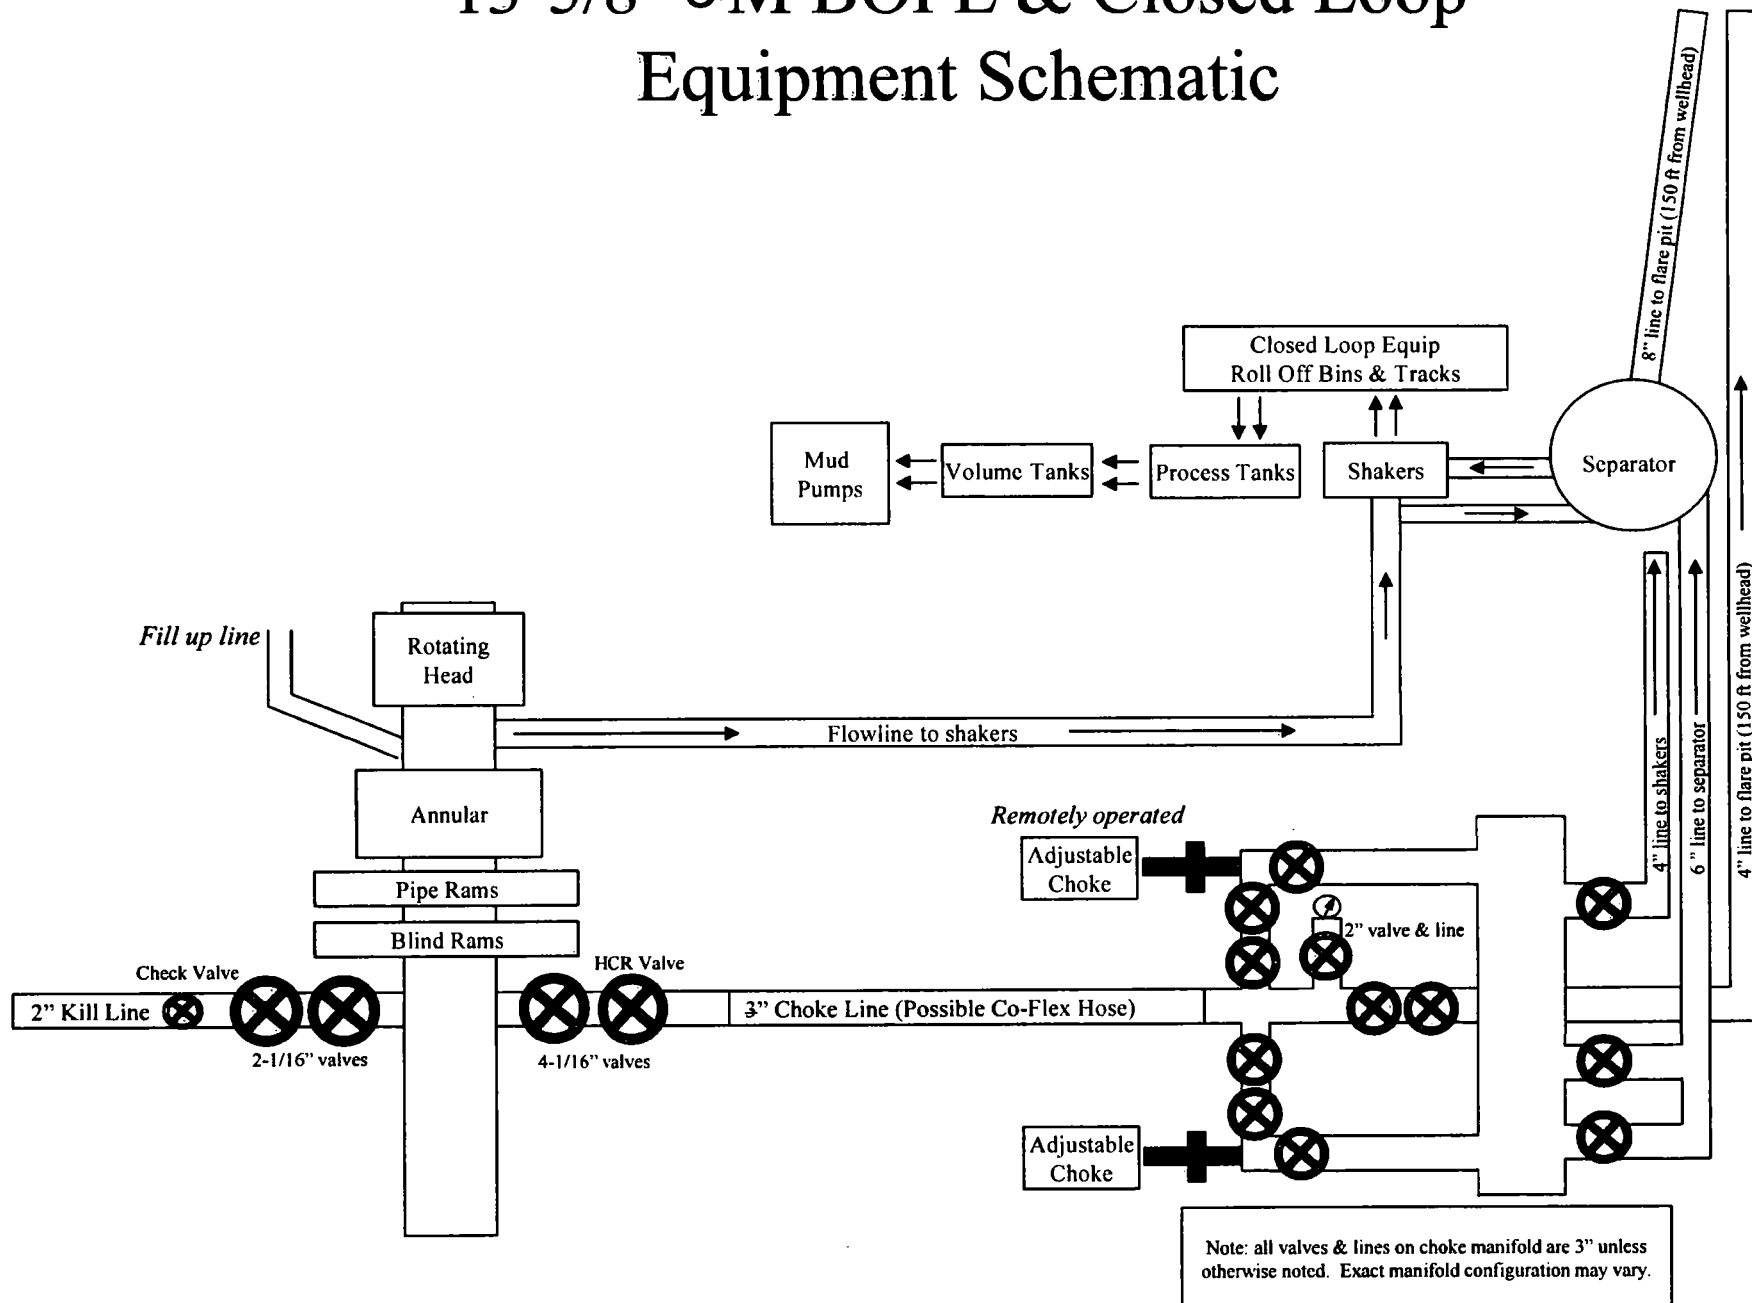 Equipment Schematic
8" line to flare pit (150 ft from wellhead)
Closed Loop Equip
Roll Off Bins & Tracks
Mud
Pumps
Volume Tanks
Process Tanks
Shakers
Separator
Fill up line
Rotating
Head
Flowline to shakers
Annular
Pipe Rams
Blind Rams
Remotely operated
Adjustable
Choke
4" line to shakers
6" line to separator
4" line to flare pit (150 ft from wellhead)
2" valve & line
Check Valve
HCR Valve
2" Kill Line
3" Choke Line (Possible Co-Flex Hose)
2-1/16" valves
4-1/16" valves
Adjustable
Choke
Note: all valves & lines on choke manifold are 3" unless
otherwise noted. Exact manifold configuration may vary.